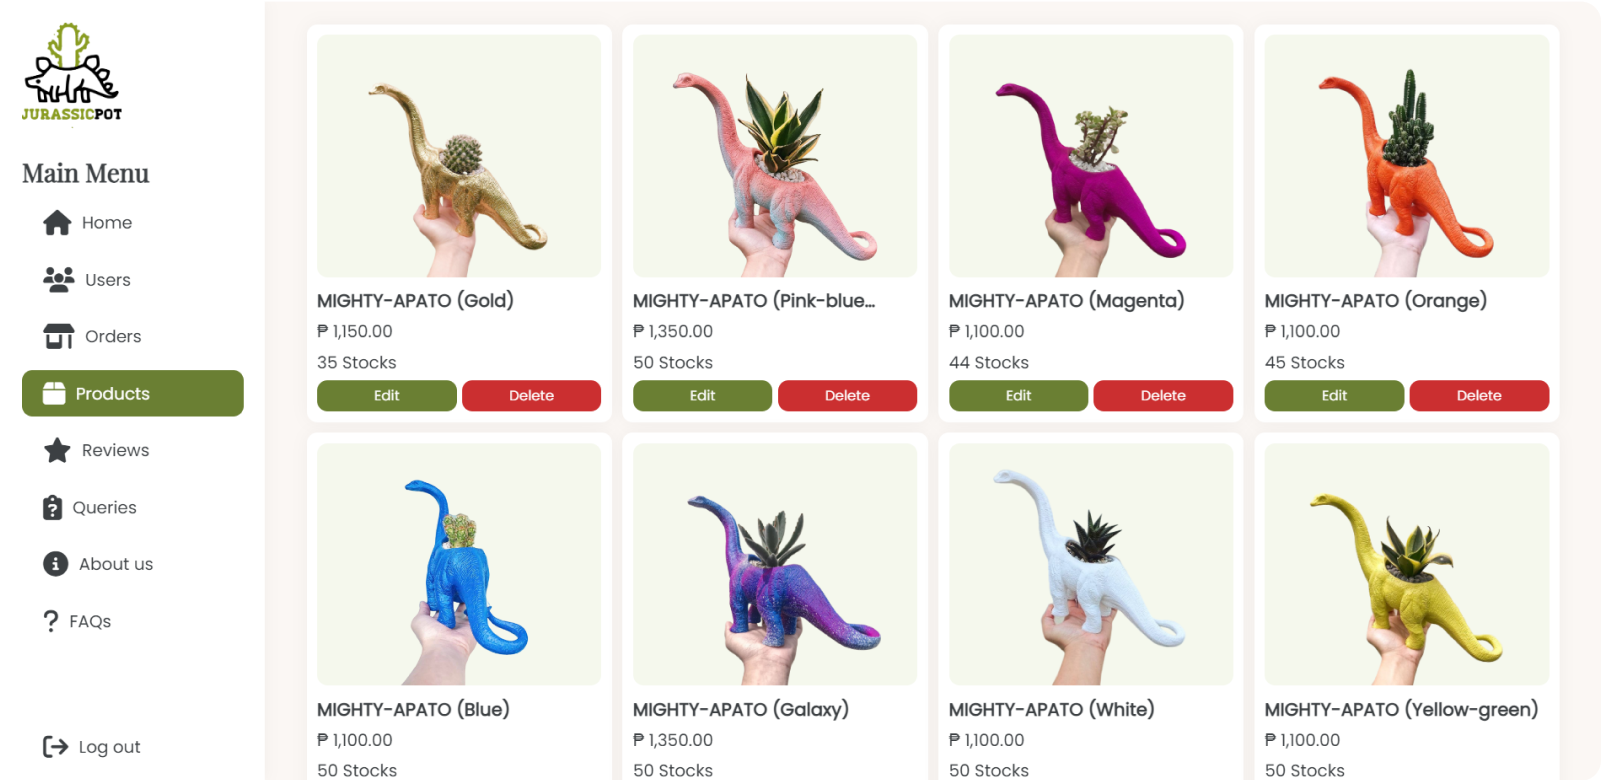 JURASSICPOT
Main Menu
Home
Users
Orders
Products
Reviews
Queries
About us
FAQs
Log out
MIGHTY-APATO (Gold)
₱ 1,150.00
35 Stocks
Edit Delete
MIGHTY-APATO (Pink-blue...
₱ 1,350.00
50 Stocks
Edit Delete
MIGHTY-APATO (Magenta)
₱ 1,100.00
44 Stocks
Edit Delete
MIGHTY-APATO (Orange)
₱ 1,100.00
45 Stocks
Edit Delete
MIGHTY-APATO (Blue)
₱ 1,100.00
50 Stocks
MIGHTY-APATO (Galaxy)
₱ 1,350.00
50 Stocks
MIGHTY-APATO (White)
₱ 1,100.00
50 Stocks
MIGHTY-APATO (Yellow-green)
₱ 1,100.00
50 Stocks